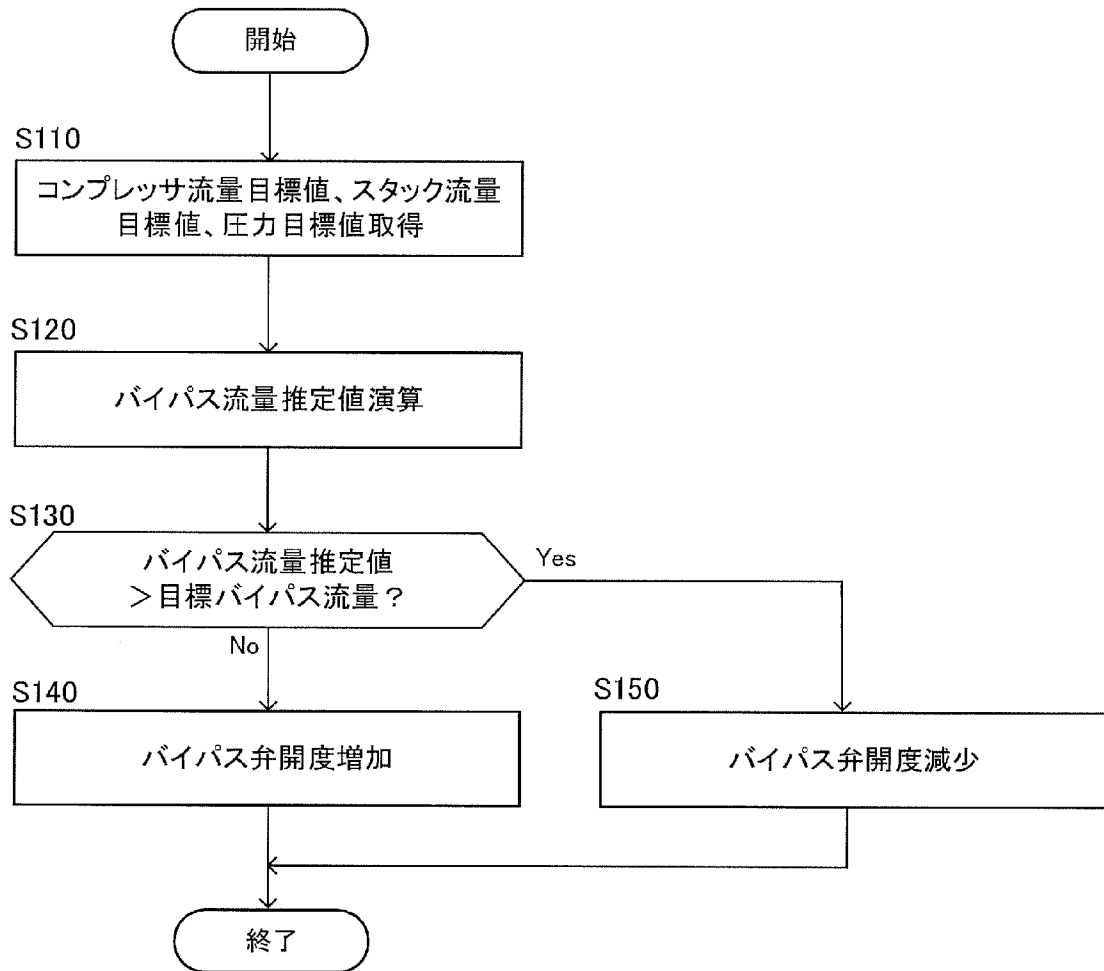 開始
S110
コンプレッサ流量目標値、スタック流量
目標値、圧力目標値取得
S120
バイパス流量推定値演算
S130
バイパス流量推定値
＞目標バイパス流量？
Yes
No
S140
バイパス弁開度増加
S150
バイパス弁開度減少
終了